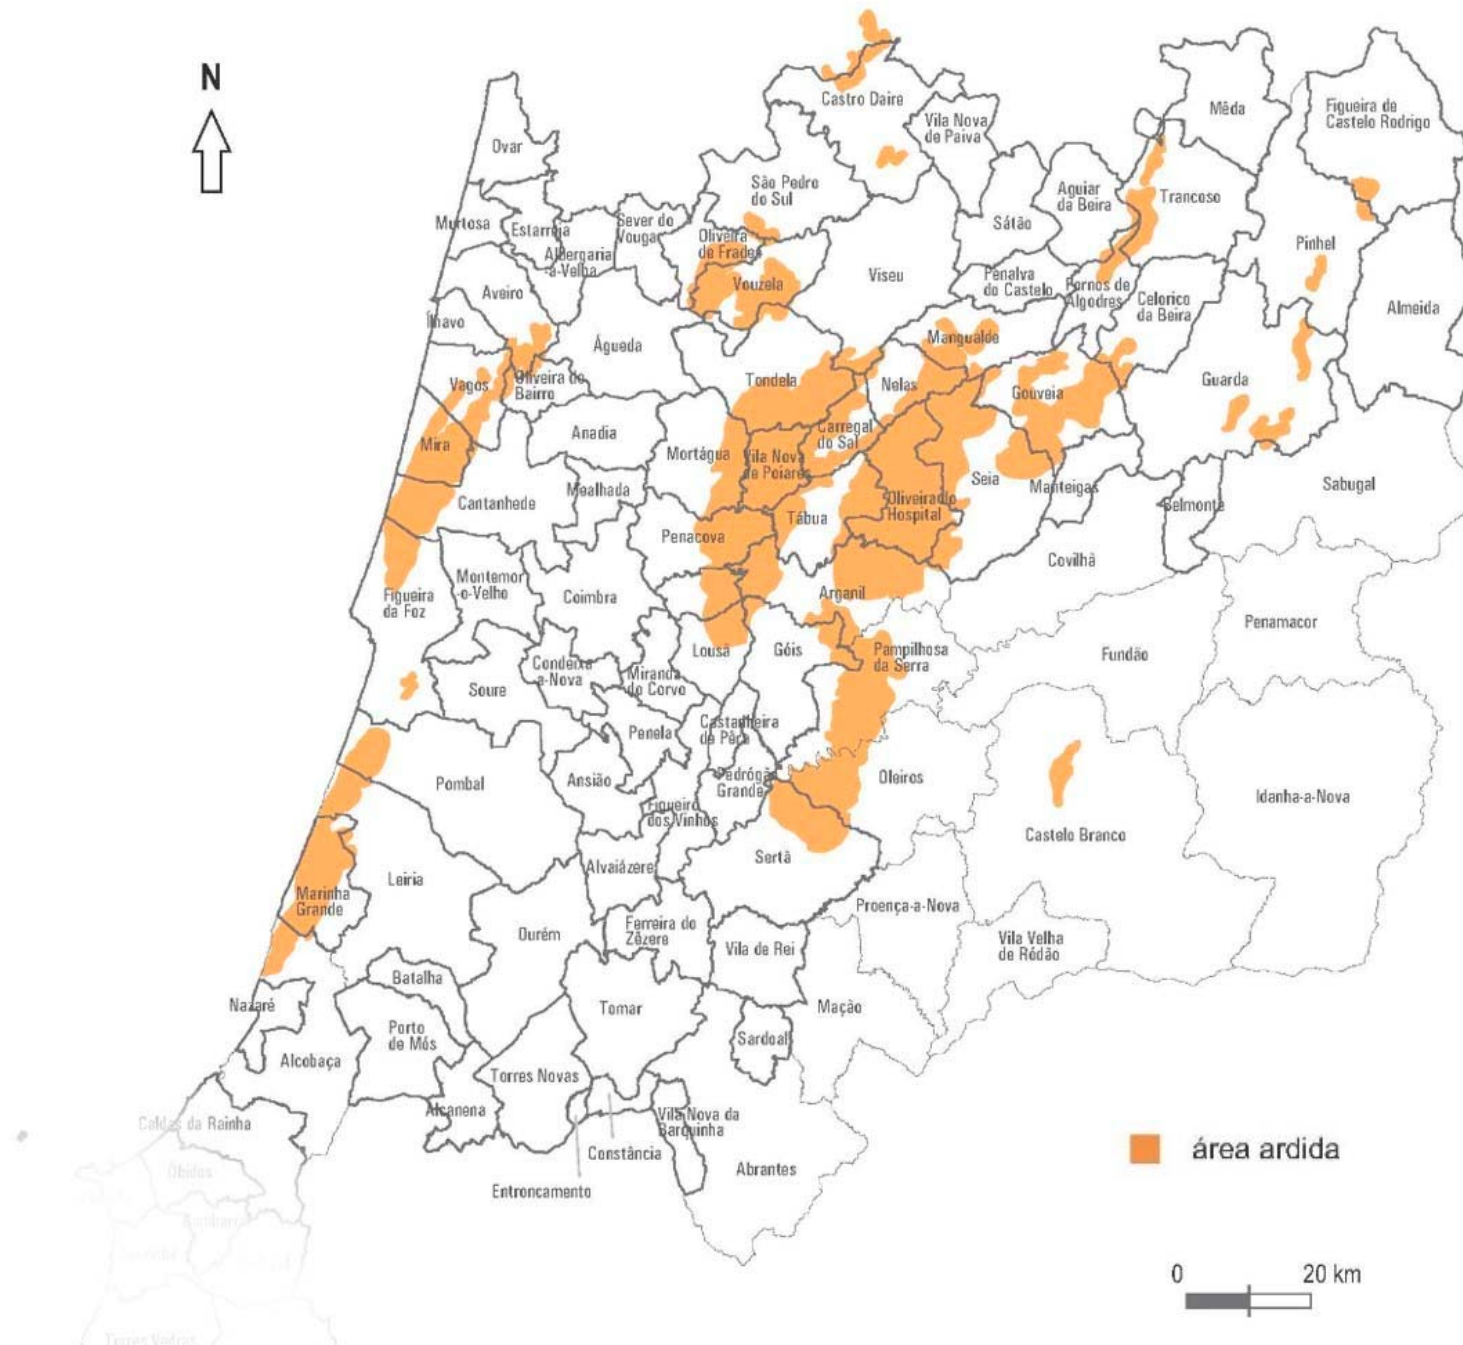 N
Castro Daire
Mêda
Figueira de
Castelo Rodrigo
Vila Nova
de Paiva
Ovar
São Pedro
do Sul
Aguiar
da Beira
Trancoso
Murtosa
Estarreja
Sever do
Vouga
Sátão
Oliveira
de Frades
Pinhel
Albergaria
-a-Velha
Viseu
Penalva
do Castelo
Fornos de
Algodres
Vouzela
Celorico
da Beira
Aveiro
Almeida
Ílhavo
Águeda
Mangualde
Vagos
Oliveira do
Bairro
Tondela
Nelas
Gouveia
Guarda
Anadia
Carregal
do Sal
Mira
Mortágua
Vila Nova
de Poiares
Seia
Manteigas
Sabugal
Mealhada
Cantanhede
Oliveira do
Hospital
Belmonte
Tábua
Penacova
Covilhã
Montemor
-o-Velho
Coimbra
Figueira
da Foz
Arganil
Penamacor
Lousã
Góis
Pampilhosa
da Serra
Fundão
Condeixa
-a-Nova
Soure
Miranda
do Corvo
Castanheira
de Pêra
Penela
Pombal
Ansião
Pedrógão
Grande
Oleiros
Idanha-a-Nova
Figueiró
dos Vinhos
Castelo Branco
Sertã
Alvaiázere
Leiria
Marinha
Grande
Proença-a-Nova
Ourém
Ferreira do
Zêzere
Vila de Rei
Vila Velha
de Ródão
Batalha
Nazaré
Tomar
Mação
Porto
de Mós
Sardoal
Alcobaça
Torres Novas
Alcanena
Vila Nova da
Barquinha
Caldas da Rainha
Constância
área ardida
Óbidos
Abrantes
Entroncamento
0 20 km
Torres Vedras